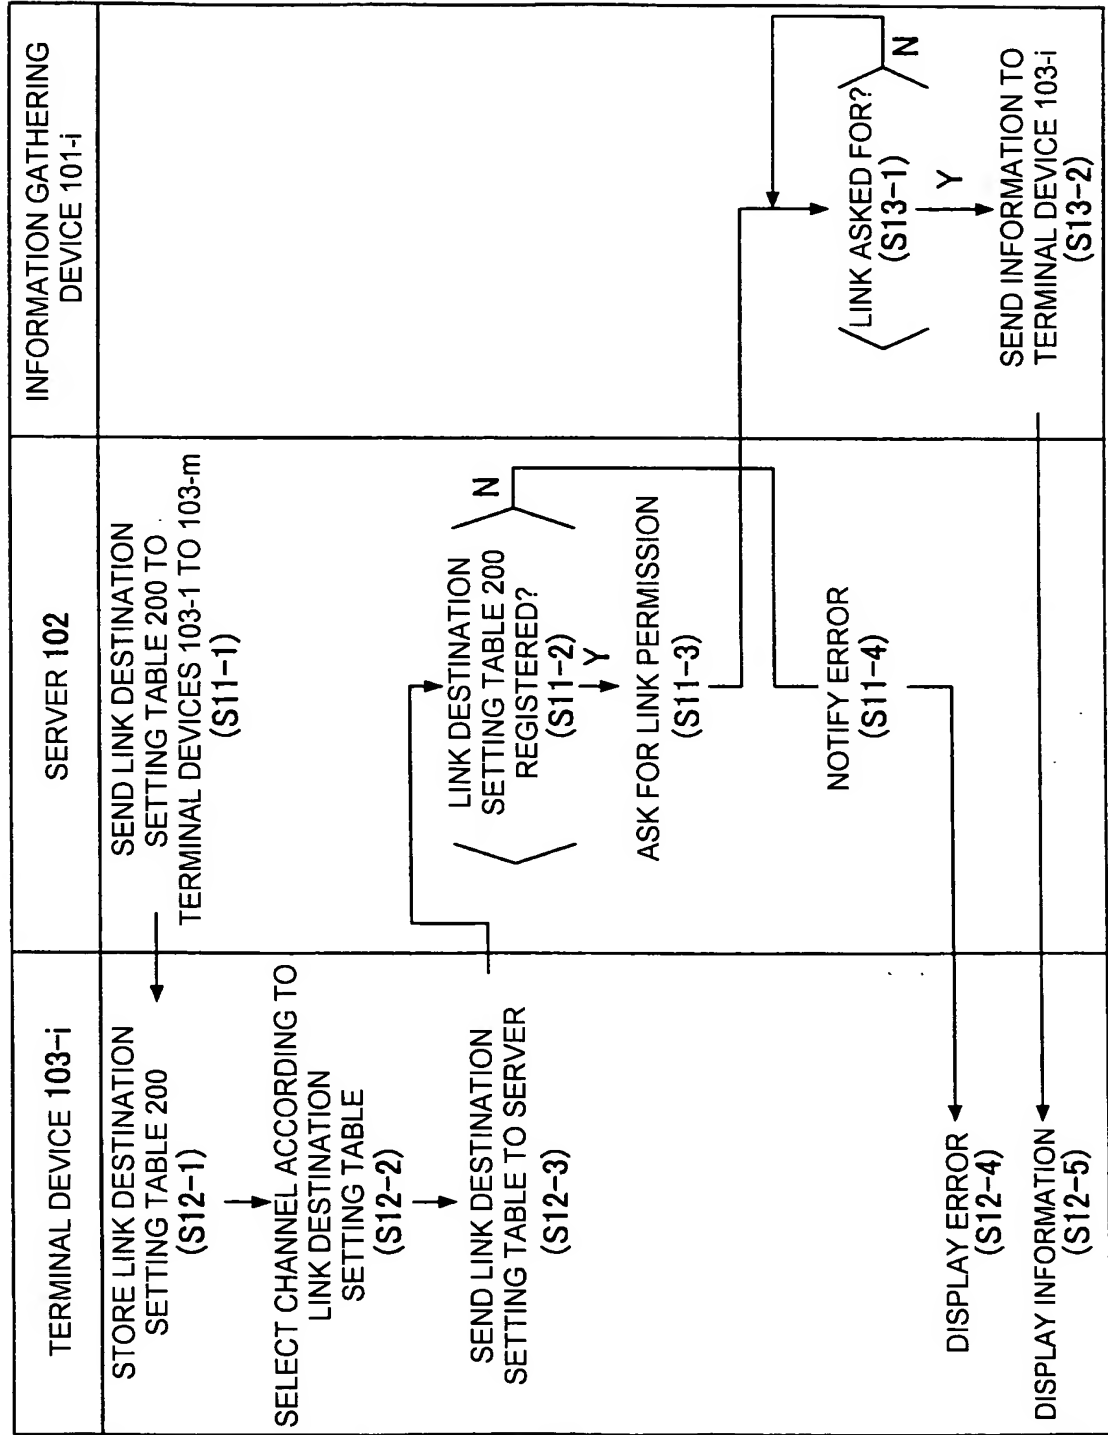 TERMINAL DEVICE 103-i
SERVER 102
INFORMATION GATHERING
DEVICE 101-i
STORE LINK DESTINATION
SETTING TABLE 200
(S12-1)
SELECT CHANNEL ACCORDING TO
LINK DESTINATION
SETTING TABLE
(S12-2)
SEND LINK DESTINATION
SETTING TABLE TO SERVER
(S12-3)
DISPLAY ERROR
(S12-4)
DISPLAY INFORMATION
(S12-5)
SEND LINK DESTINATION
SETTING TABLE 200 TO
TERMINAL DEVICES 103-1 TO 103-m
(S11-1)
LINK DESTINATION
SETTING TABLE 200
REGISTERED?
(S11-2)
N
Y
ASK FOR LINK PERMISSION
(S11-3)
NOTIFY ERROR
(S11-4)
LINK ASKED FOR?
(S13-1)
N
Y
SEND INFORMATION TO
TERMINAL DEVICE 103-i
(S13-2)